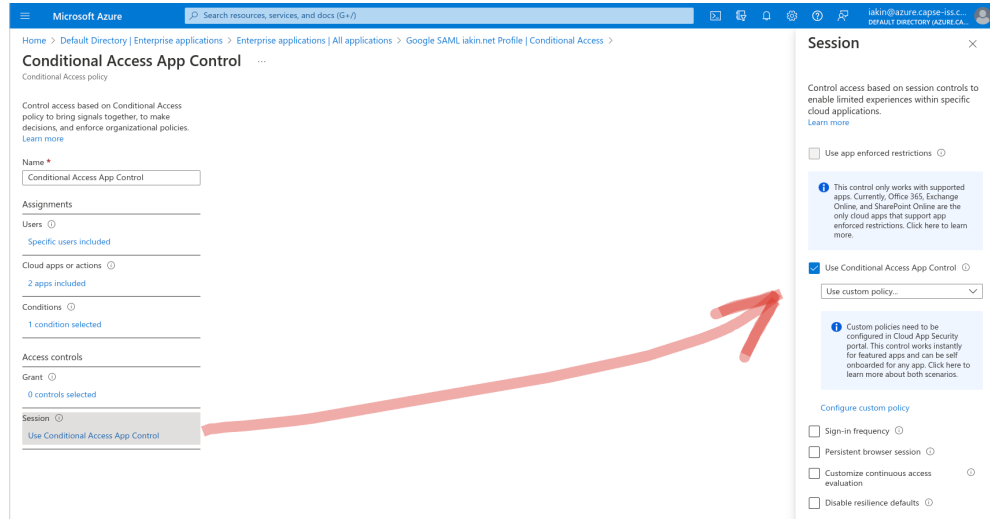 Microsoft Azure
Search resources, services, and docs (G+/)
iakin@azure.capse-iss.c...
DEFAULT DIRECTORY (AZURE.CA...
Home > Default Directory | Enterprise applications > Enterprise applications | All applications > Google SAML iakin.net Profile | Conditional Access >
Conditional Access App Control ...
Conditional Access policy
Control access based on Conditional Access
policy to bring signals together, to make
decisions, and enforce organizational policies.
Learn more
Name *
Conditional Access App Control
Assignments
Users
Specific users included
Cloud apps or actions
2 apps included
Conditions
1 condition selected
Access controls
Grant
0 controls selected
Session
Use Conditional Access App Control
Session
Control access based on session controls to
enable limited experiences within specific
cloud applications.
Learn more
Use app enforced restrictions
This control only works with supported
apps. Currently, Office 365, Exchange
Online, and SharePoint Online are the
only cloud apps that support app
enforced restrictions. Click here to learn
more.
Use Conditional Access App Control
Use custom policy...
Custom policies need to be
configured in Cloud App Security
portal. This control works instantly
for featured apps and can be self
onboarded for any app. Click here to
learn more about both scenarios.
Configure custom policy
Sign-in frequency
Persistent browser session
Customize continuous access
evaluation
Disable resilience defaults